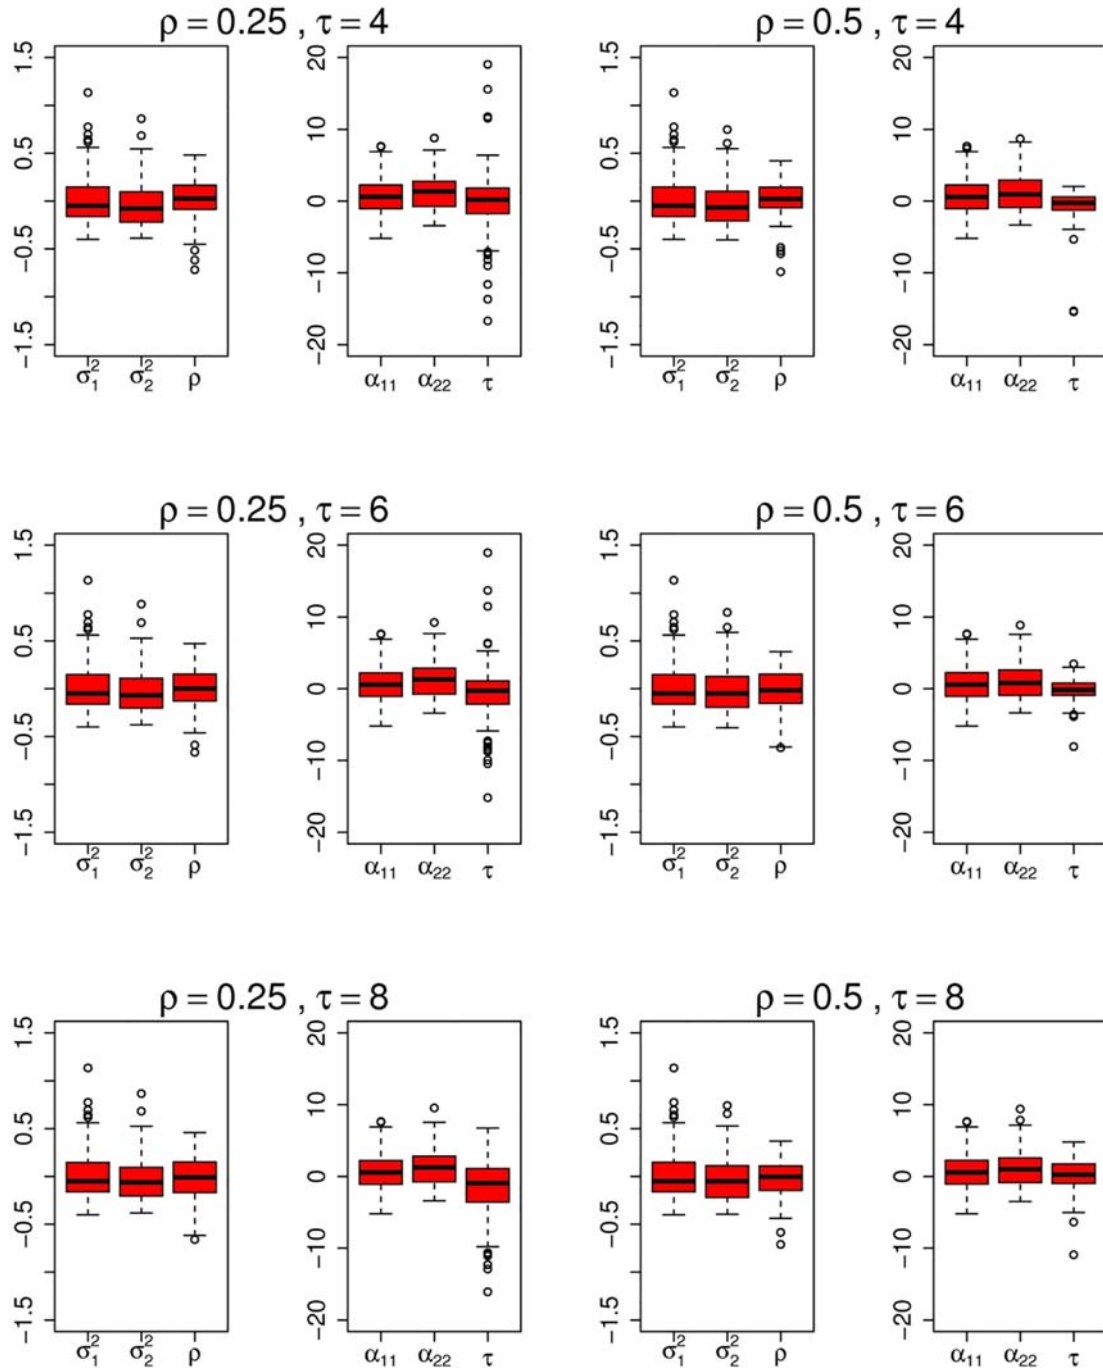 ρ = 0.25 , τ = 4
ρ = 0.5 , τ = 4
1.5 0.5 −0.5 −1.5
20 10 0 −10 −20
1.5 0.5 −0.5 −1.5
20 10 0 −10 −20
σ₁² σ₂² ρ
α₁₁ α₂₂ τ
σ₁² σ₂² ρ
α₁₁ α₂₂ τ
ρ = 0.25 , τ = 6
ρ = 0.5 , τ = 6
1.5 0.5 −0.5 −1.5
20 10 0 −10 −20
1.5 0.5 −0.5 −1.5
20 10 0 −10 −20
σ₁² σ₂² ρ
α₁₁ α₂₂ τ
σ₁² σ₂² ρ
α₁₁ α₂₂ τ
ρ = 0.25 , τ = 8
ρ = 0.5 , τ = 8
1.5 0.5 −0.5 −1.5
20 10 0 −10 −20
1.5 0.5 −0.5 −1.5
20 10 0 −10 −20
σ₁² σ₂² ρ
α₁₁ α₂₂ τ
σ₁² σ₂² ρ
α₁₁ α₂₂ τ